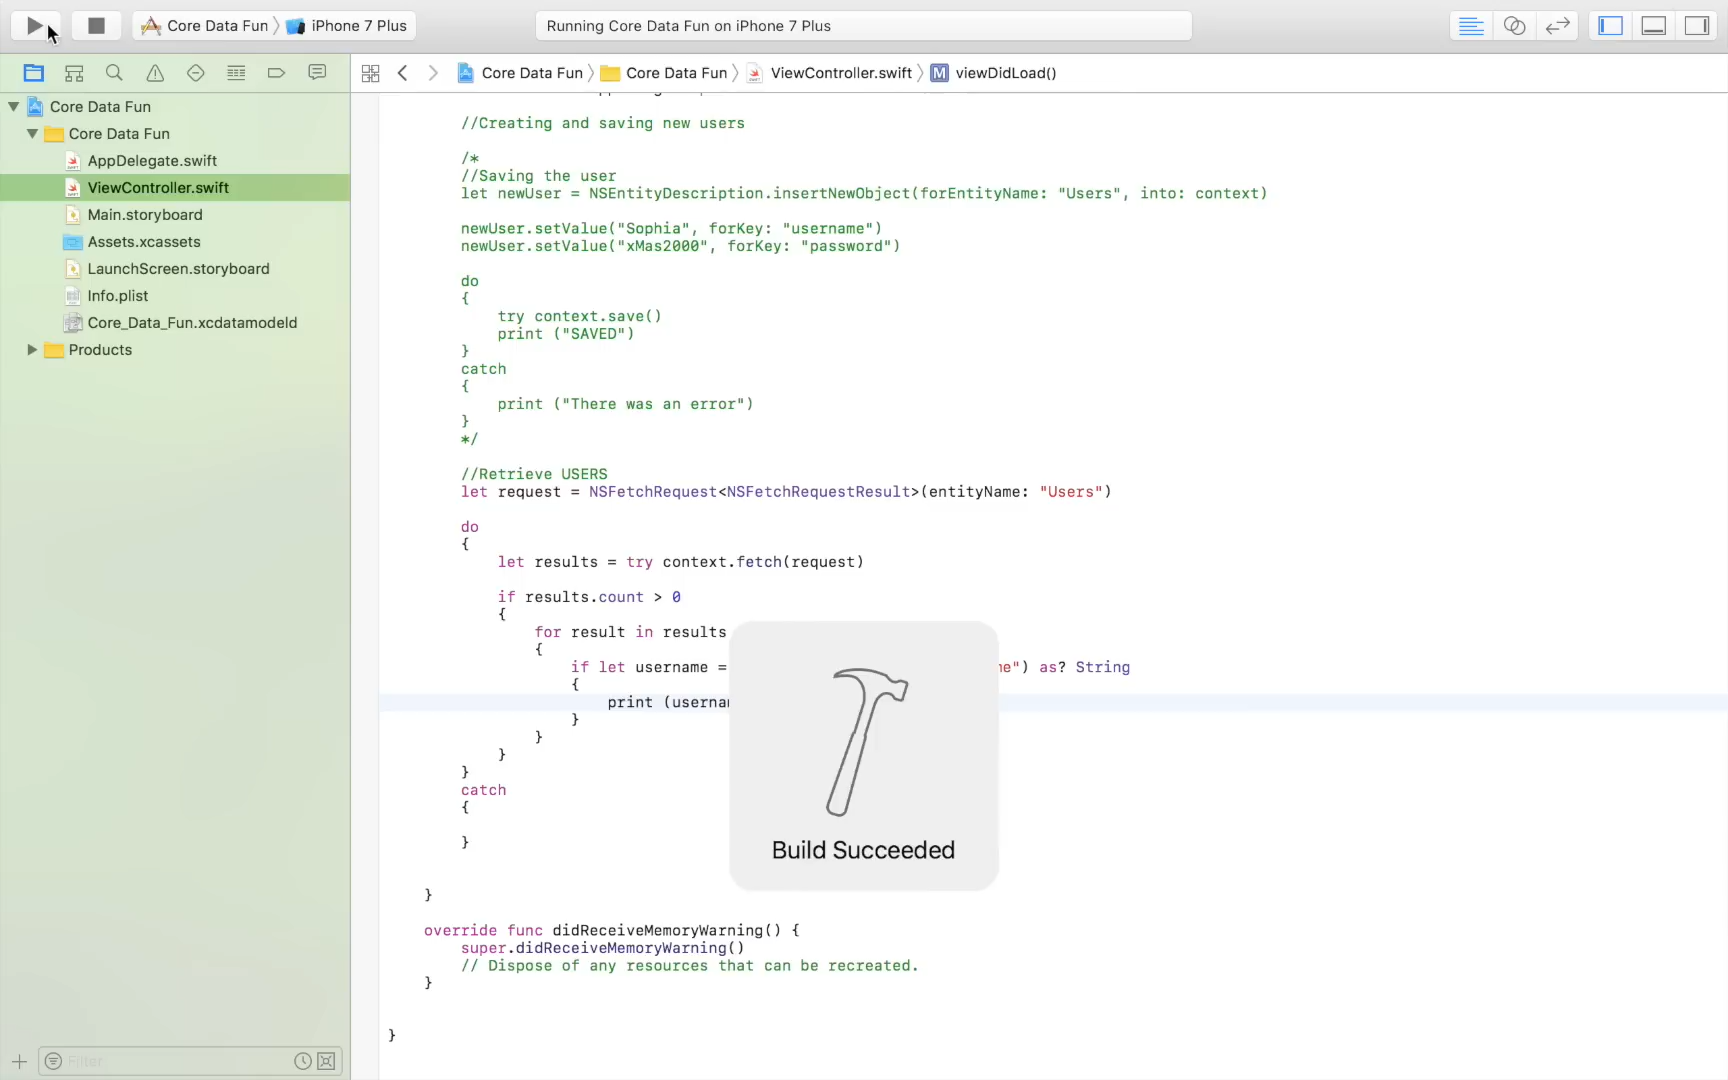 Core Data Fun iPhone 7 Plus
Running Core Data Fun on iPhone 7 Plus
Core Data Fun Core Data Fun ViewController.swift M viewDidLoad()
Core Data Fun
Core Data Fun
AppDelegate.swift
ViewController.swift
Main.storyboard
Assets.xcassets
LaunchScreen.storyboard
Info.plist
Core_Data_Fun.xcdatamodeld
Products
Filter
//Creating and saving new users
/*
//Saving the user
let newUser = NSEntityDescription.insertNewObject(forEntityName: "Users", into: context)
newUser.setValue("Sophia", forKey: "username")
newUser.setValue("xMas2000", forKey: "password")
do
{
try context.save()
print ("SAVED")
}
catch
{
print ("There was an error")
}
*/
//Retrieve USERS
let request = NSFetchRequest<NSFetchRequestResult>(entityName: "Users")
do
{
let results = try context.fetch(request)
if results.count > 0
{
for result in results
{
if let username = me") as? String
{
print (userna
}
}
}
}
catch
{
}
}
override func didReceiveMemoryWarning() {
super.didReceiveMemoryWarning()
// Dispose of any resources that can be recreated.
}
}
Build Succeeded